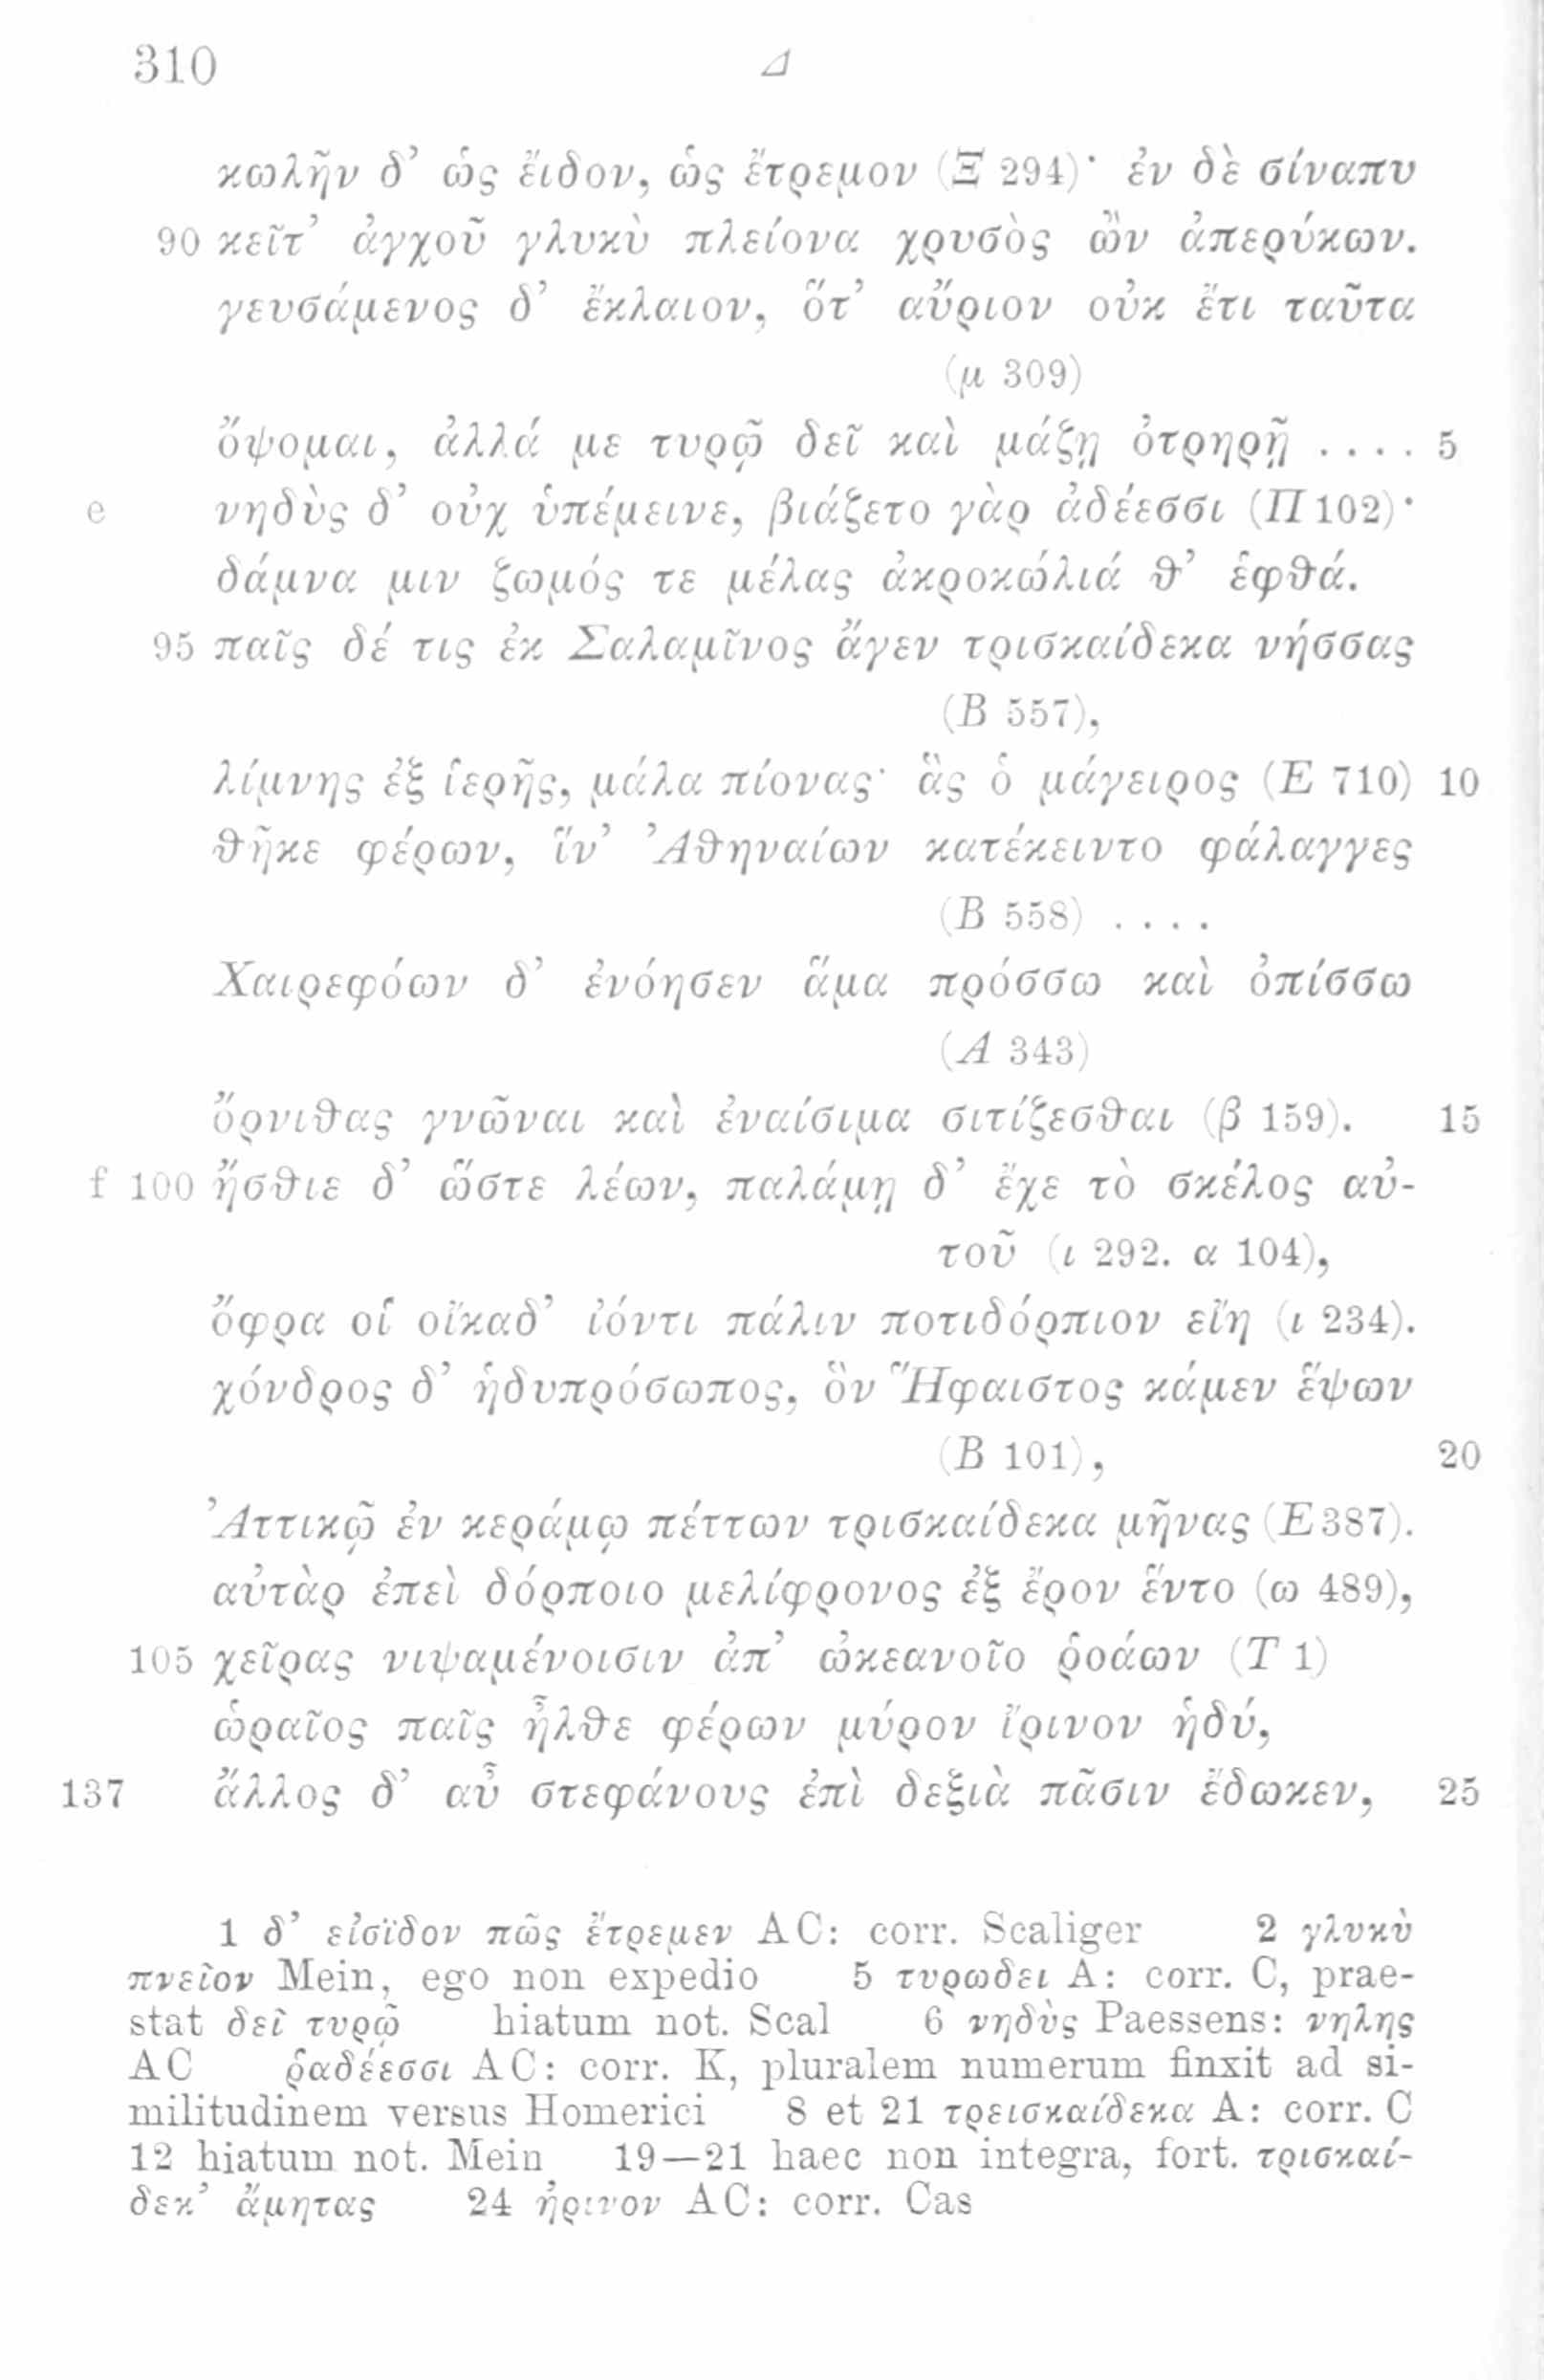 310 Δ
κωλῆν δ’ ὡς ἴδον, ὡς ἔτρεμον (Ξ 294)· ἐν δὲ σίναπυ
90 κεῖτ’ ἀγχοῦ γλυκὺ πλείονα χρυσὸς ὢν ἀπερύκων.
γευσάμενος δ’ ἔκλαιον, ὅτ’ αὔριον οὐκ ἔτι ταῦτα
(μ 309)
ὄψομαι, ἀλλά με τυρῷ δεῖ καὶ μάζῃ ὀτρηρῇ .... 5
e νηδὺς δ’ οὐχ ὑπέμεινε, βιάζετο γὰρ ἀδέεσσι (Π 102)·
δάμνα μιν ζωμός τε μέλας ἀκροκώλιά θ’ ἑφθά.
95 παῖς δέ τις ἐκ Σαλαμῖνος ἄγεν τρισκαίδεκα νήσσας
(Β 557),
λίμνης ἐξ ἱερῆς, μάλα πίονας· ἃς ὁ μάγειρος (Ε 710) 10
θῆκε φέρων, ἵν’ Ἀθηναίων κατέκειντο φάλαγγες
(Β 558) ....
Χαιρεφόων δ’ ἐνόησεν ἅμα πρόσσω καὶ ὀπίσσω
(Α 343)
ὄρνιθας γνῶναι καὶ ἐναίσιμα σιτίζεσθαι (β 159). 15
f 100 ἤσθιε δ’ ὥστε λέων, παλάμῃ δ’ ἔχε τὸ σκέλος αὐ-
τοῦ (ι 292. α 104),
ὄφρα οἱ οἴκαδ’ ἰόντι πάλιν ποτιδόρπιον εἴη (ι 234).
χόνδρος δ’ ἡδυπρόσωπος, ὃν Ἥφαιστος κάμεν ἕψων
(Β 101), 20
Ἀττικῷ ἐν κεράμῳ πέττων τρισκαίδεκα μῆνας (Ε 387).
αὐτὰρ ἐπεὶ δόρποιο μελίφρονος ἐξ ἔρον ἕντο (ω 489),
105 χεῖρας νιψαμένοισιν ἀπ’ ὠκεανοῖο ῥοάων (Τ 1)
ὡραῖος παῖς ἦλθε φέρων μύρον ἴρινον ἡδύ,
137 ἄλλος δ’ αὖ στεφάνους ἐπὶ δεξιὰ πᾶσιν ἔδωκεν, 25
1 δ’ εἰσϊδον πῶς ἔτρεμεν AC: corr. Scaliger 2 γλυκὺ
πνεῖον Mein, ego non expedio 5 τυρωδει A: corr. C, prae-
stat δεῖ τυρῷ hiatum not. Scal 6 νηδὺς Paessens: νηλης
AC ῥαδέεσσι AC: corr. K, pluralem numerum finxit ad si-
militudinem versus Homerici 8 et 21 τρεισκαίδεκα A: corr. C
12 hiatum not. Mein 19—21 haec non integra, fort. τρισκαί-
δεκ’ ἄμητας 24 ἠρινον AC: corr. Cas